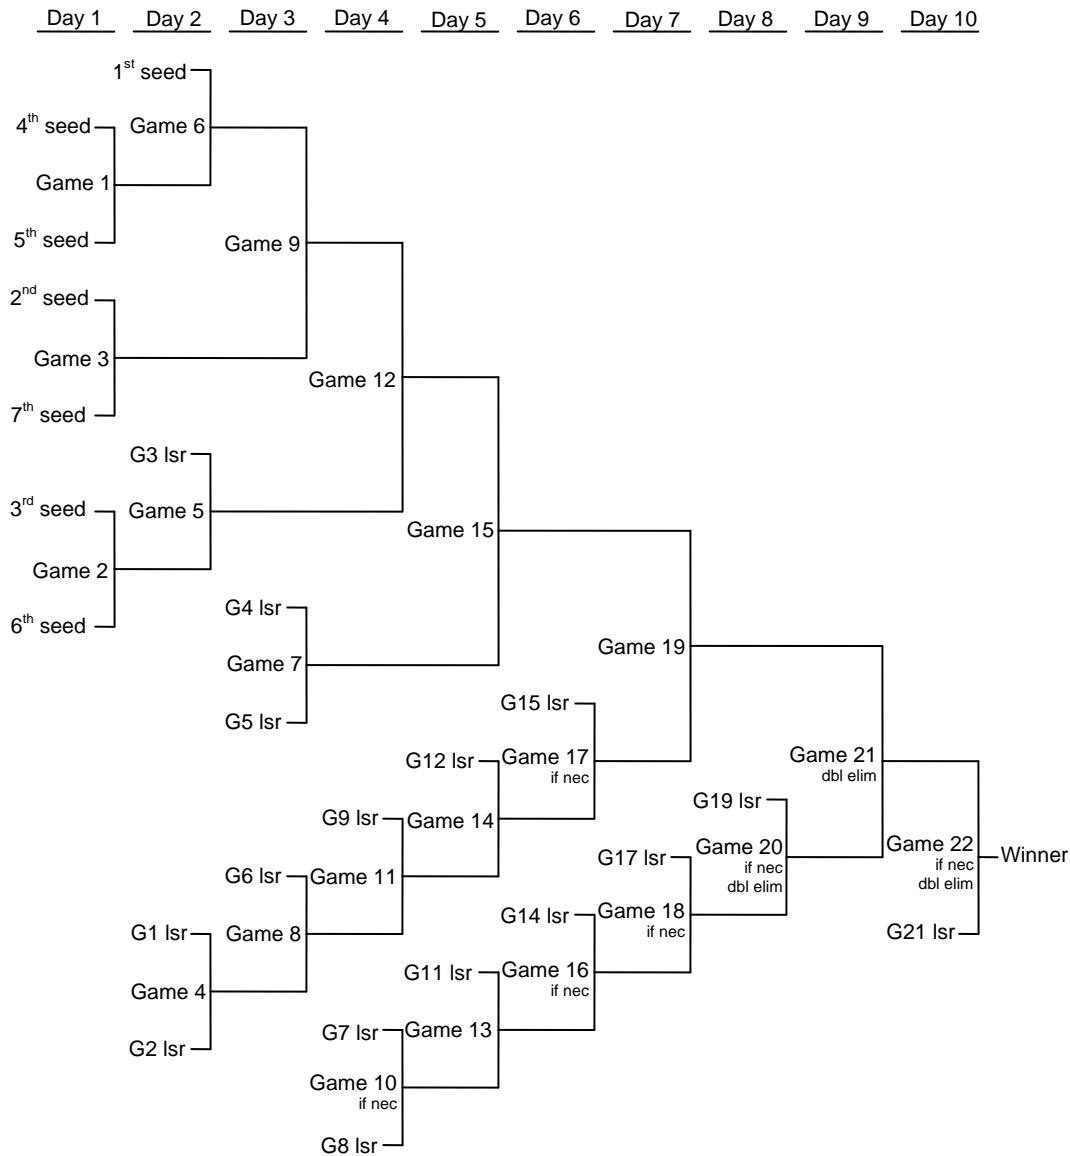 Day 1 Day 2 Day 3 Day 4 Day 5 Day 6 Day 7 Day 8 Day 9 Day 10
1st seed
4th seed
Game 6
Game 1
5th seed
Game 9
2nd seed
Game 3
Game 12
7th seed
G3 lsr
3rd seed
Game 5
Game 15
Game 2
G4 lsr
6th seed
Game 19
Game 7
G15 lsr
G5 lsr
Game 17
if nec
Game 21
dbl elim
G12 lsr
G19 lsr
G9 lsr
Game 14
Game 20
if nec
dbl elim
Game 22
if nec
dbl elim
Winner
G17 lsr
G6 lsr
Game 11
Game 18
if nec
G14 lsr
G1 lsr
Game 8
G21 lsr
G11 lsr
Game 16
if nec
Game 4
G7 lsr
Game 13
G2 lsr
Game 10
if nec
G8 lsr